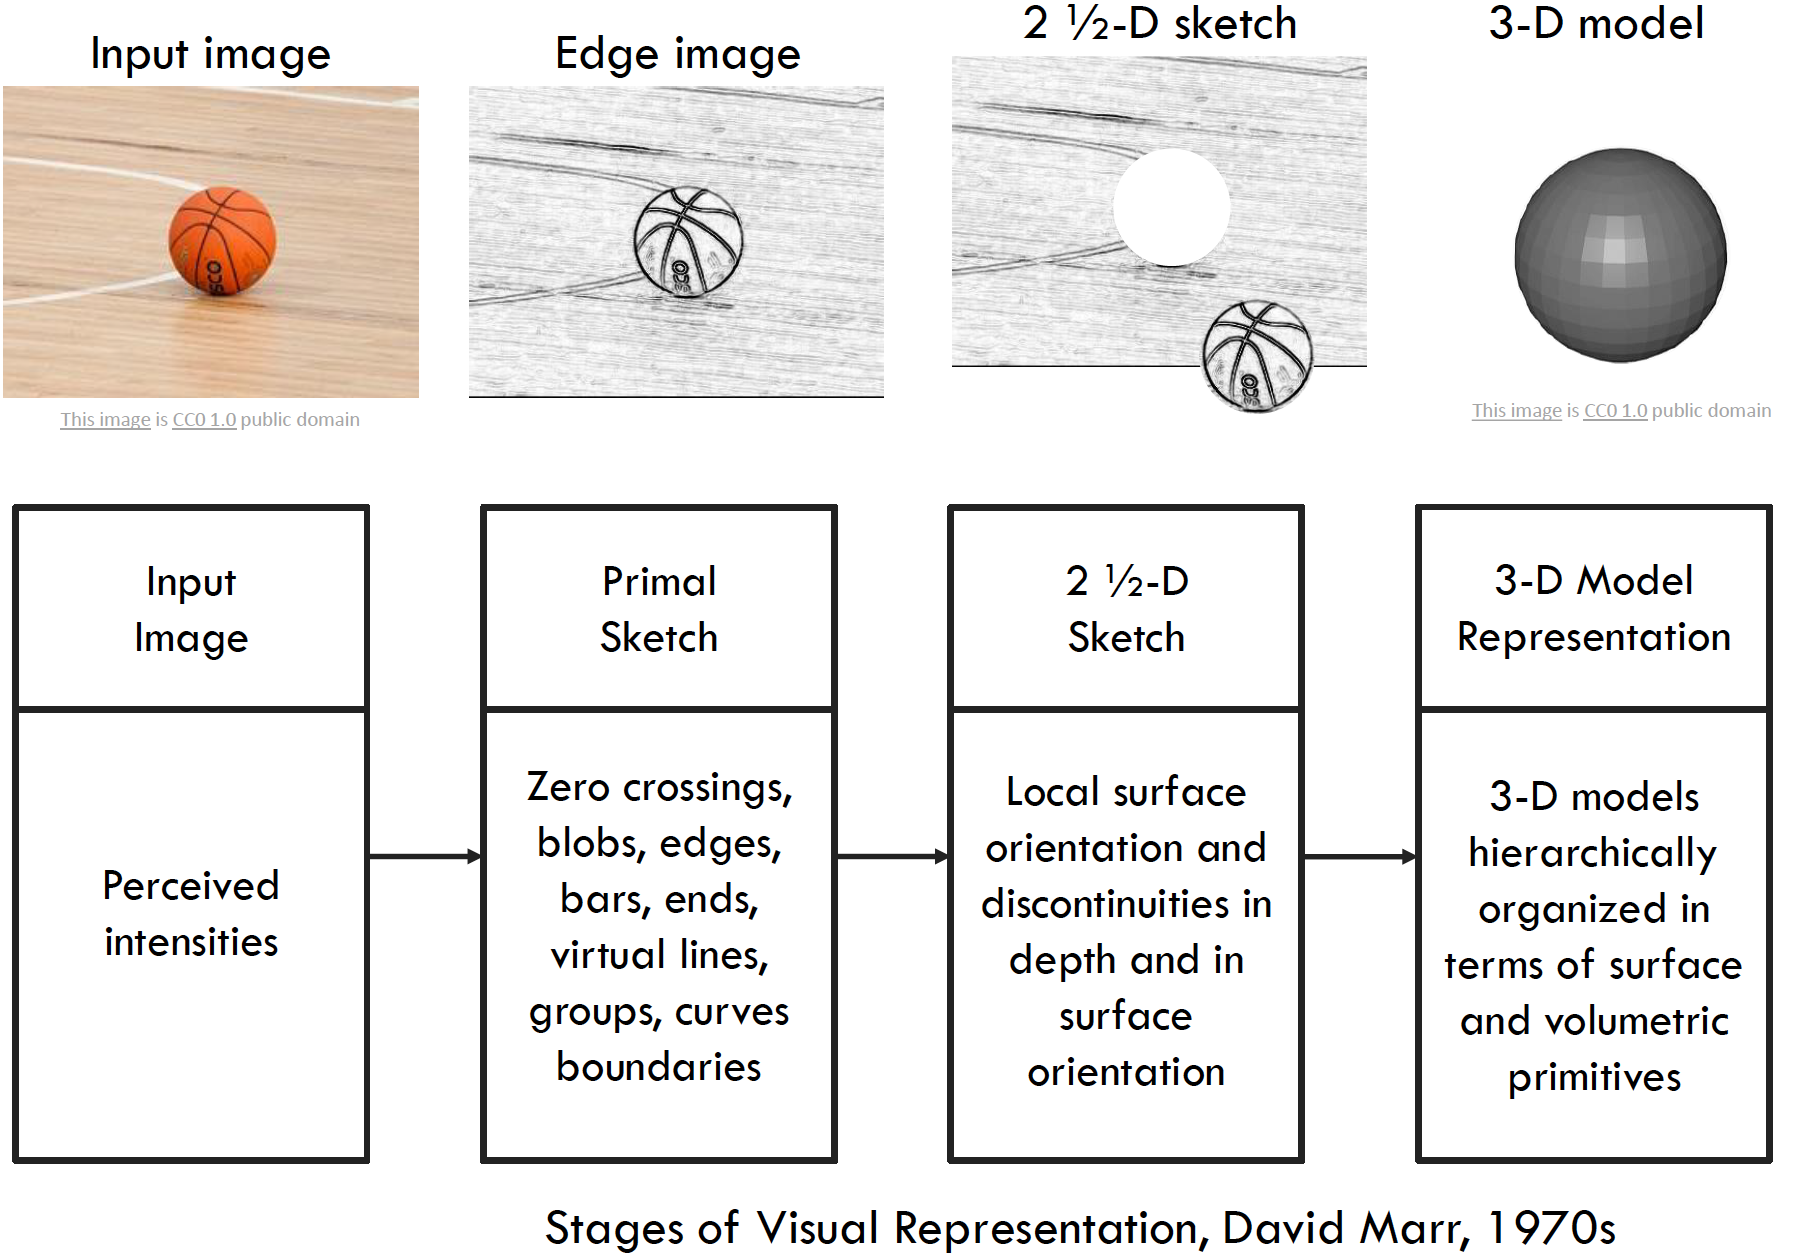 Input image
Edge image
2 ½-D sketch
3-D model
SCO
SCO
SCO
This image is CC0 1.0 public domain
This image is CC0 1.0 public domain
Input
Image
Perceived
intensities
Primal
Sketch
Zero crossings,
blobs, edges,
bars, ends,
virtual lines,
groups, curves
boundaries
2 ½-D
Sketch
Local surface
orientation and
discontinuities in
depth and in
surface
orientation
3-D Model
Representation
3-D models
hierarchically
organized in
terms of surface
and volumetric
primitives
Stages of Visual Representation, David Marr, 1970s